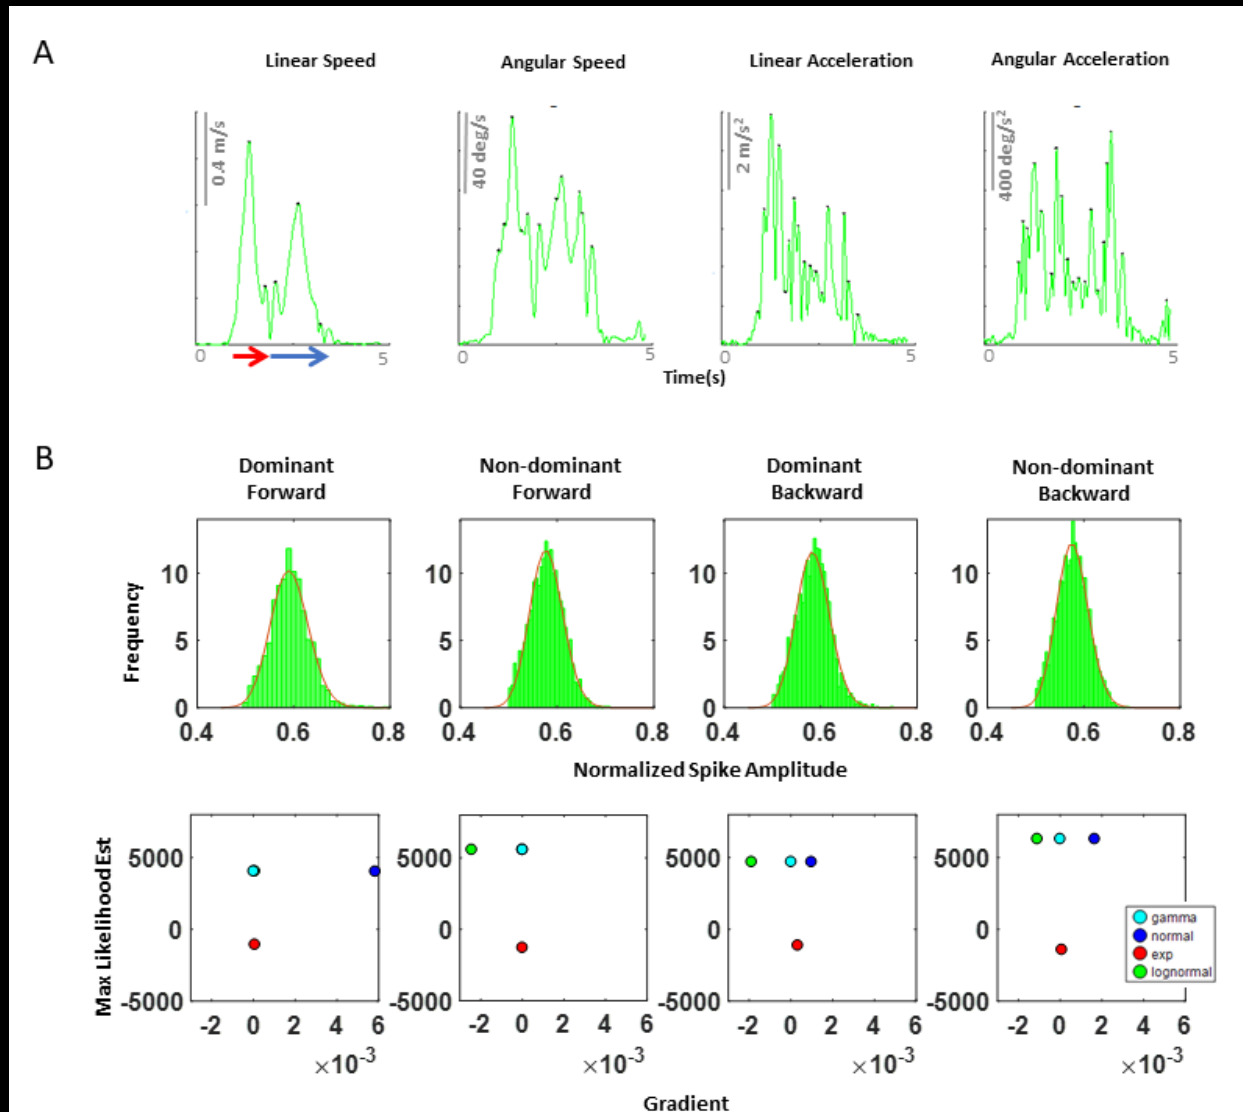 A
Linear Speed
Angular Speed
Linear Acceleration
Angular Acceleration
0.4 m/s
40 deg/s
2 m/s²
400 deg/s²
0 5
0 5
0 5
0 5
Time(s)
B
Dominant
Forward
Non-dominant
Forward
Dominant
Backward
Non-dominant
Backward
Frequency
10
5
0
0.4 0.6 0.8
10
5
0
0.4 0.6 0.8
10
5
0
0.4 0.6 0.8
10
5
0
0.4 0.6 0.8
Normalized Spike Amplitude
Max Likelihood Est
5000
0
-5000
-2 0 2 4 6
×10⁻³
5000
0
-5000
-2 0 2 4 6
×10⁻³
5000
0
-5000
-2 0 2 4 6
×10⁻³
5000
0
-5000
-2 0 2 4 6
×10⁻³
gamma
normal
exp
lognormal
Gradient